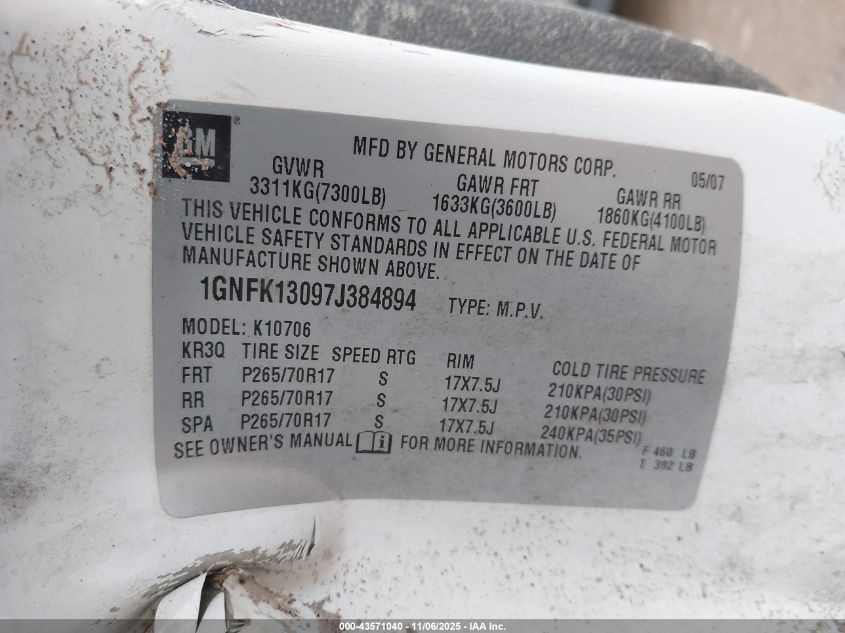 GM ®
MFD BY GENERAL MOTORS CORP. 05/07
GVWR GAWR FRT GAWR RR
3311KG(7300LB) 1633KG(3600LB) 1860KG(4100LB)
THIS VEHICLE CONFORMS TO ALL APPLICABLE U.S. FEDERAL MOTOR
VEHICLE SAFETY STANDARDS IN EFFECT ON THE DATE OF
MANUFACTURE SHOWN ABOVE.
1GNFK13097J384894 TYPE: M.P.V.
MODEL: K10706
KR3Q TIRE SIZE SPEED RTG RIM COLD TIRE PRESSURE
FRT P265/70R17 S 17X7.5J 210KPA(30PSI)
RR P265/70R17 S 17X7.5J 210KPA(30PSI)
SPA P265/70R17 S 17X7.5J 240KPA(35PSI)
SEE OWNER'S MANUAL FOR MORE INFORMATION.
F 460 LB
T 392 LB
000-43571040 - 11/06/2025 - IAA Inc.